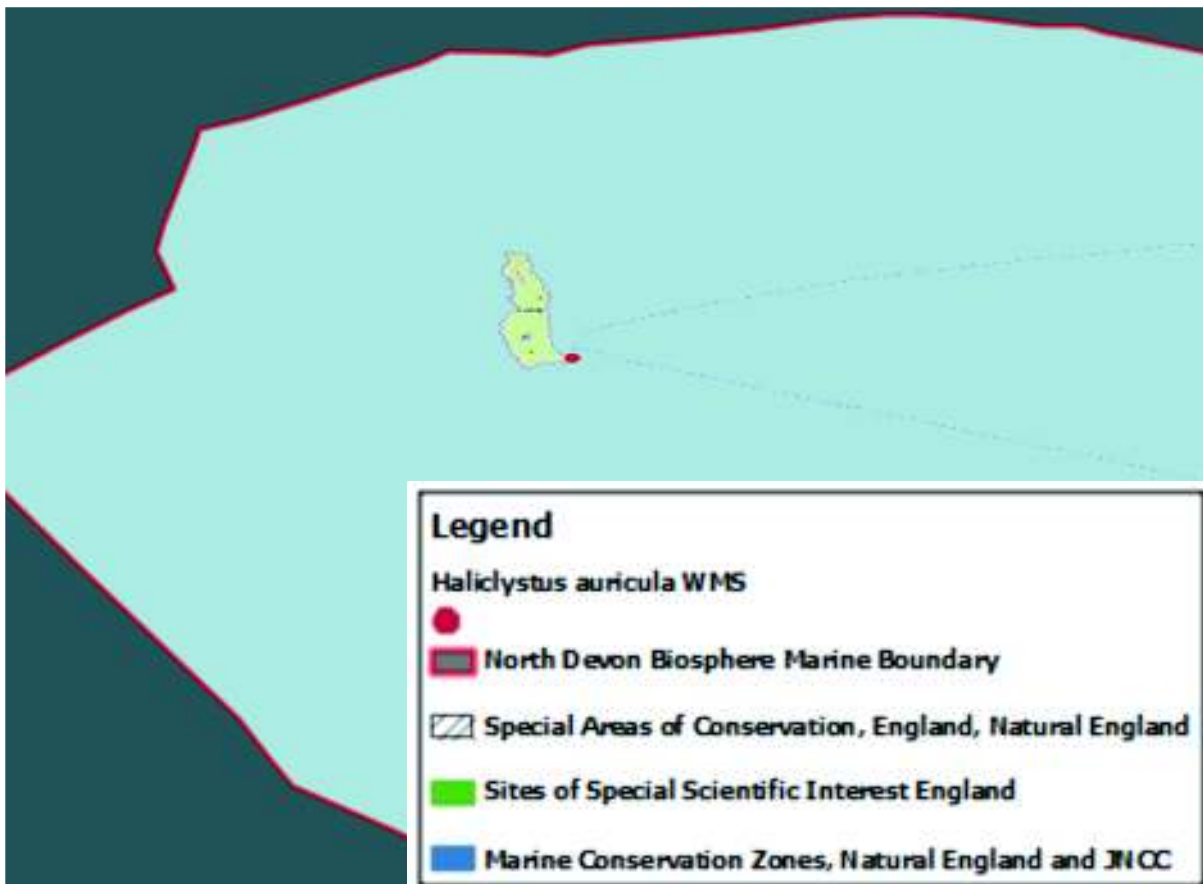 Legend
Haliclystus auricula WMS
North Devon Biosphere Marine Boundary
Special Areas of Conservation, England, Natural England
Sites of Special Scientific Interest England
Marine Conservation Zones, Natural England and JNCC